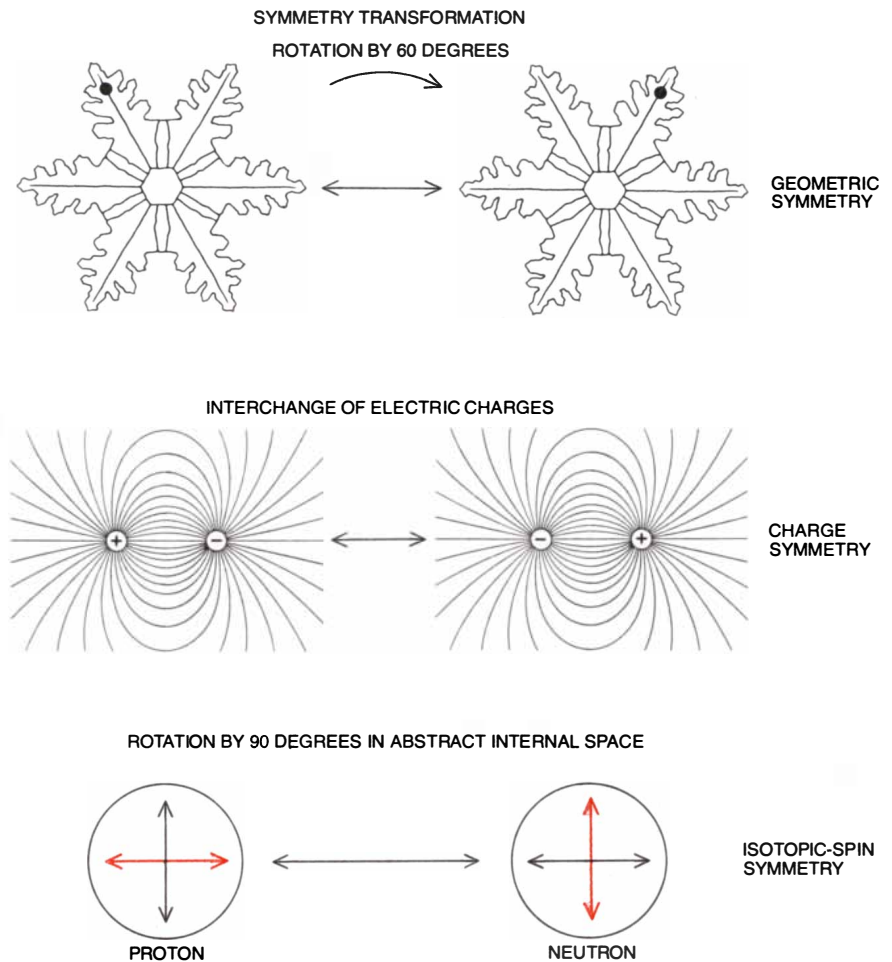 SYMMETRY TRANSFORMATION
ROTATION BY 60 DEGREES
GEOMETRIC
SYMMETRY
INTERCHANGE OF ELECTRIC CHARGES
+
−
−
+
CHARGE
SYMMETRY
ROTATION BY 90 DEGREES IN ABSTRACT INTERNAL SPACE
ISOTOPIC-SPIN
SYMMETRY
PROTON
NEUTRON